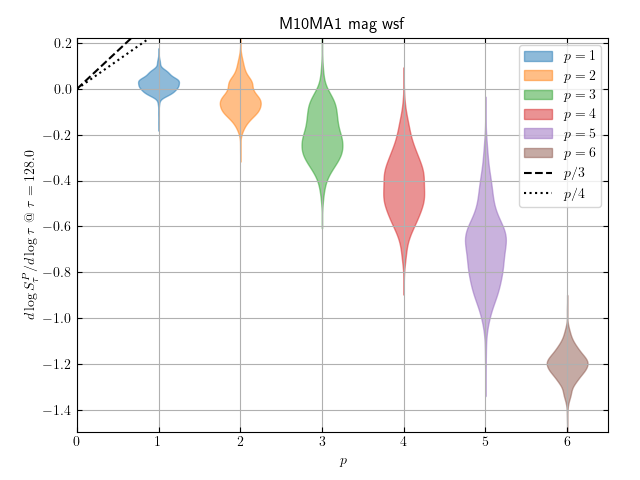 M10MA1 mag wsf
0.2
0.0
−0.2
−0.4
−0.6
−0.8
−1.0
−1.2
−1.4
d log S_τ^P / d log τ @ τ = 128.0
0 1 2 3 4 5 6
p
p = 1
p = 2
p = 3
p = 4
p = 5
p = 6
p/3
p/4